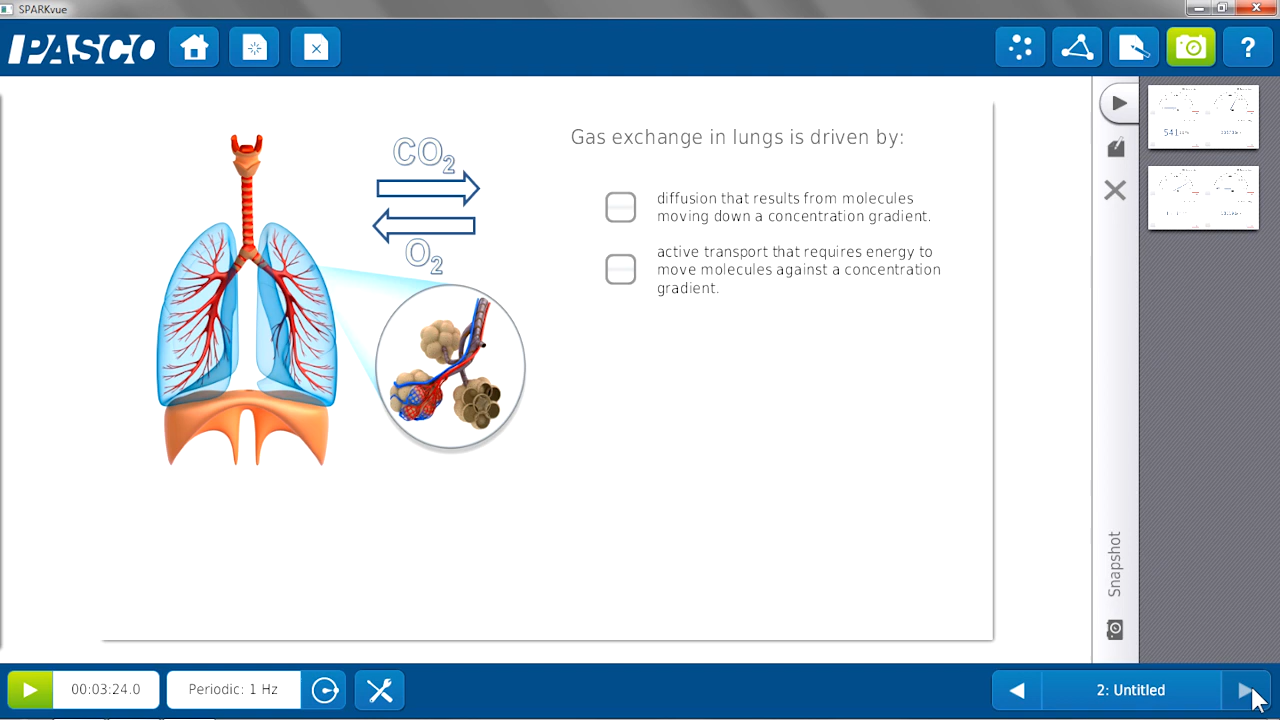 SPARKvue
PASCO
?
CO2
O2
Gas exchange in lungs is driven by:
diffusion that results from molecules
moving down a concentration gradient.
active transport that requires energy to
move molecules against a concentration
gradient.
Snapshot
00:03:24.0
Periodic: 1 Hz
2: Untitled